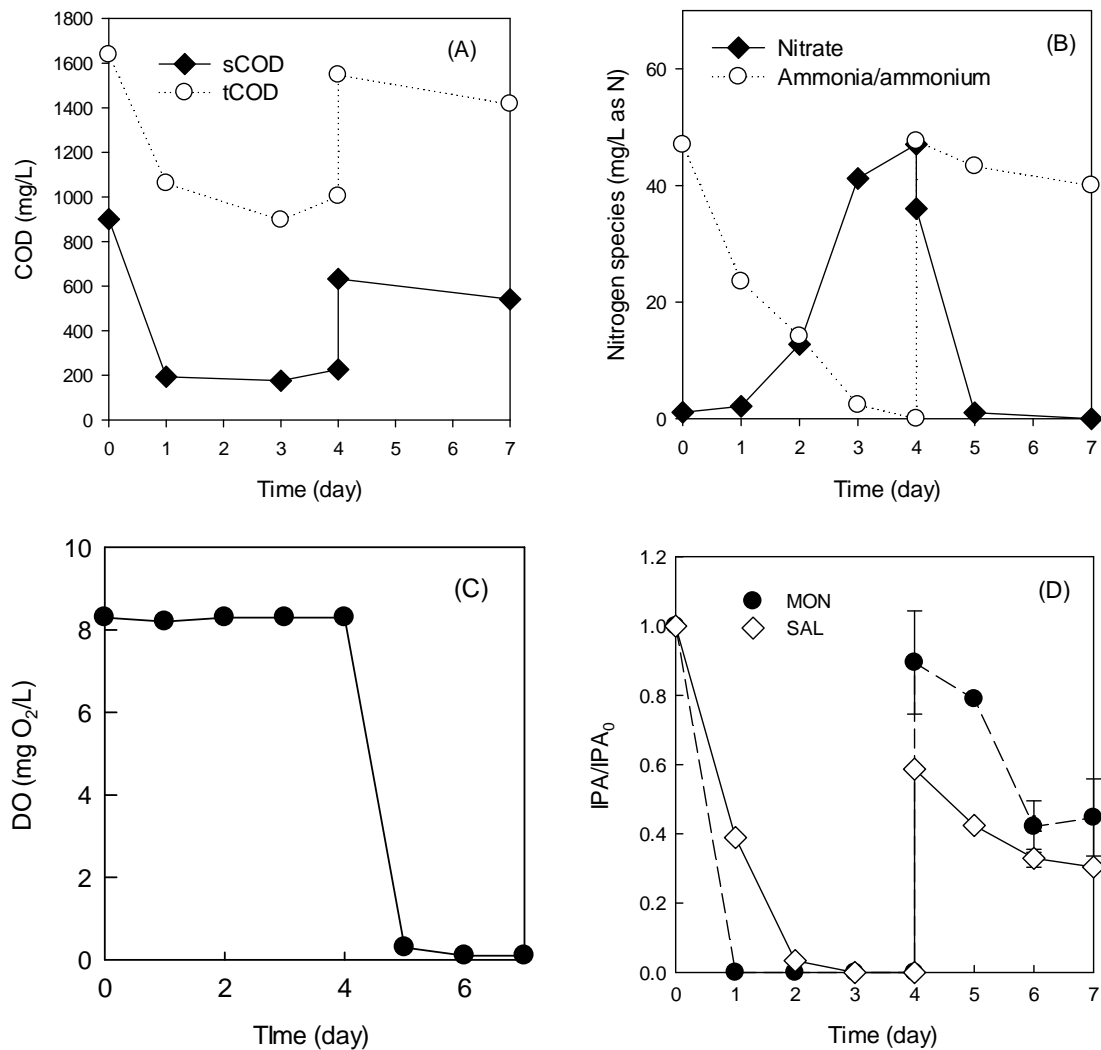 1800
1600
1400
1200
1000
800
600
400
200
0
COD (mg/L)
(A)
sCOD
tCOD
0 1 2 3 4 5 6 7
Time (day)
60
40
20
0
Nitrogen species (mg/L as N)
(B)
Nitrate
Ammonia/ammonium
0 1 2 3 4 5 6 7
Time (day)
10
8
6
4
2
0
DO (mg O₂/L)
(C)
0 2 4 6
TIme (day)
1.2
1.0
0.8
0.6
0.4
0.2
0.0
IPA/IPA₀
(D)
MON
SAL
0 1 2 3 4 5 6 7
Time (day)